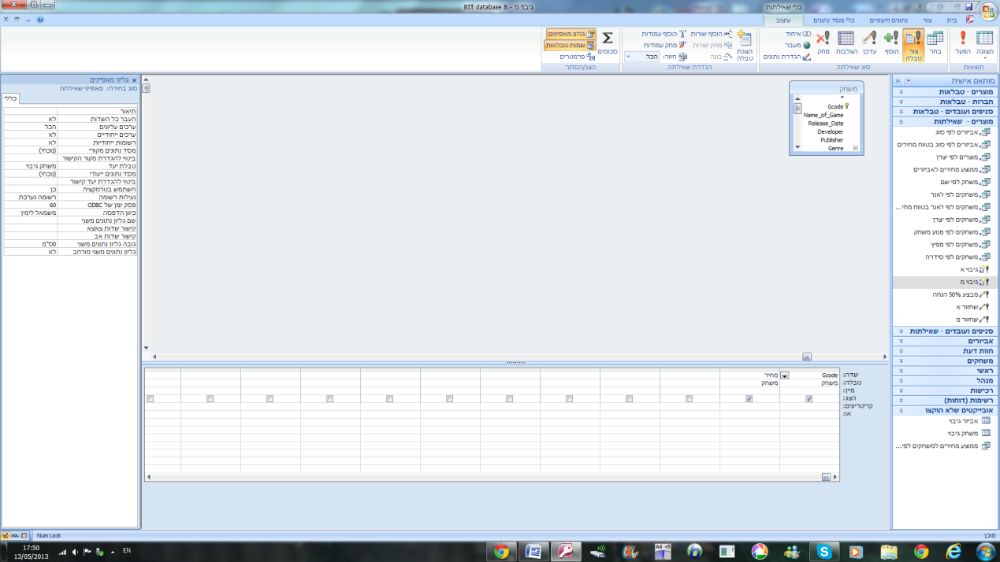 גיבוי מ - BIT database 8
כלי שאילתות
בית
צור
נתונים חיצוניים
כלי מסד נתונים
עיצוב
תצוגה
הפעל
תוצאות
בחר
צור טבלה
הוסף
עדכן
הצלבות
מחק
איחוד
מעבר
הגדרת נתונים
סוג שאילתה
הצגת טבלה
הוסף שורות
מחק שורות
בונה
הוסף עמודות
מחק עמודות
חזור: הכל
הגדרת שאילתה
סכומים
גליון מאפיינים
שמות טבלאות
פרמטרים
הצג/הסתר
מותאם אישית
מוצרים - טבלאות
חברות - טבלאות
סניפים ועובדים - טבלאות
מוצרים - שאילתות
אביזרים לפי סוג
אביזרים לפי סוג בטווח מחירים
מוצרים לפי יצרן
ממוצע מחירים לאביזרים
משחק לפי שם
משחקים לפי ז'אנר
משחקים לפי ז'אנר בטווח מחי...
משחקים לפי יצרן
משחקים לפי מנוע משחק
משחקים לפי מפיץ
משחקים לפי סידרה
גיבוי א
גיבוי מ
מבצע 50% הנחה
שחזור א
שחזור מ
סניפים ועובדים - שאילתות
אביזרים
חוות דעת
משחקים
ראשי
מנהל
רכישות
רשימות (דוחות)
אובייקטים שלא הוקצו
אביזר גיבוי
משחק גיבוי
ממוצע מחירים למשחקים לפי...
משחק
*
Gcode
Name_of_Game
Release_Date
Developer
Publisher
Genre
גליון מאפיינים
סוג בחירה: מאפייני שאילתה
כללי
תיאור
העבר כל השדות לא
ערכים עליונים הכל
ערכים ייחודיים לא
רשומות ייחודיות לא
מסד נתונים מקורי (נוכחי)
ביטוי להגדרת מקור הקישור
טבלת יעד משחק גיבוי
מסד נתונים ייעודי (נוכחי)
ביטוי להגדרת יעד קישור
השתמש בטרנזקציה כן
נעילות רשומה רשומה נערכת
פסק זמן של ODBC 60
כיוון הדפסה משמאל לימין
שם גליון נתונים משני
קישור שדות צאצא
קישור שדות אב
גובה גליון נתונים משני 0ס"מ
גליון נתונים משני מורחב לא
שדה: Gcode מחיר
טבלה: משחק משחק
מיין:
הצג:
קריטריונים:
או:
מוכן
Num Lock
SQL
EN
17:50
13/05/2013
A4 +5